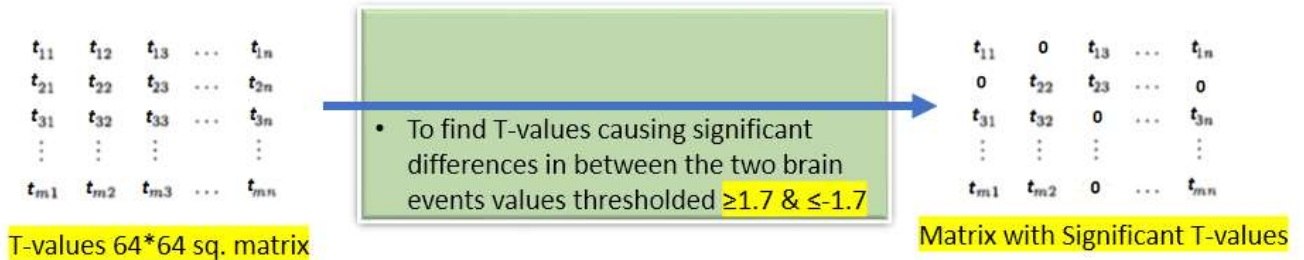 t11 t12 t13 ... t1n
t21 t22 t23 ... t2n
t31 t32 t33 ... t3n
⋮ ⋮ ⋮ ⋮
tm1 tm2 tm3 ... tmn
T-values 64*64 sq. matrix
• To find T-values causing significant
differences in between the two brain
events values thresholded ≥1.7 & ≤-1.7
t11 0 t13 ... t1n
0 t22 t23 ... 0
t31 t32 0 ... t3n
⋮ ⋮ ⋮ ⋮
tm1 tm2 0 ... tmn
Matrix with Significant T-values